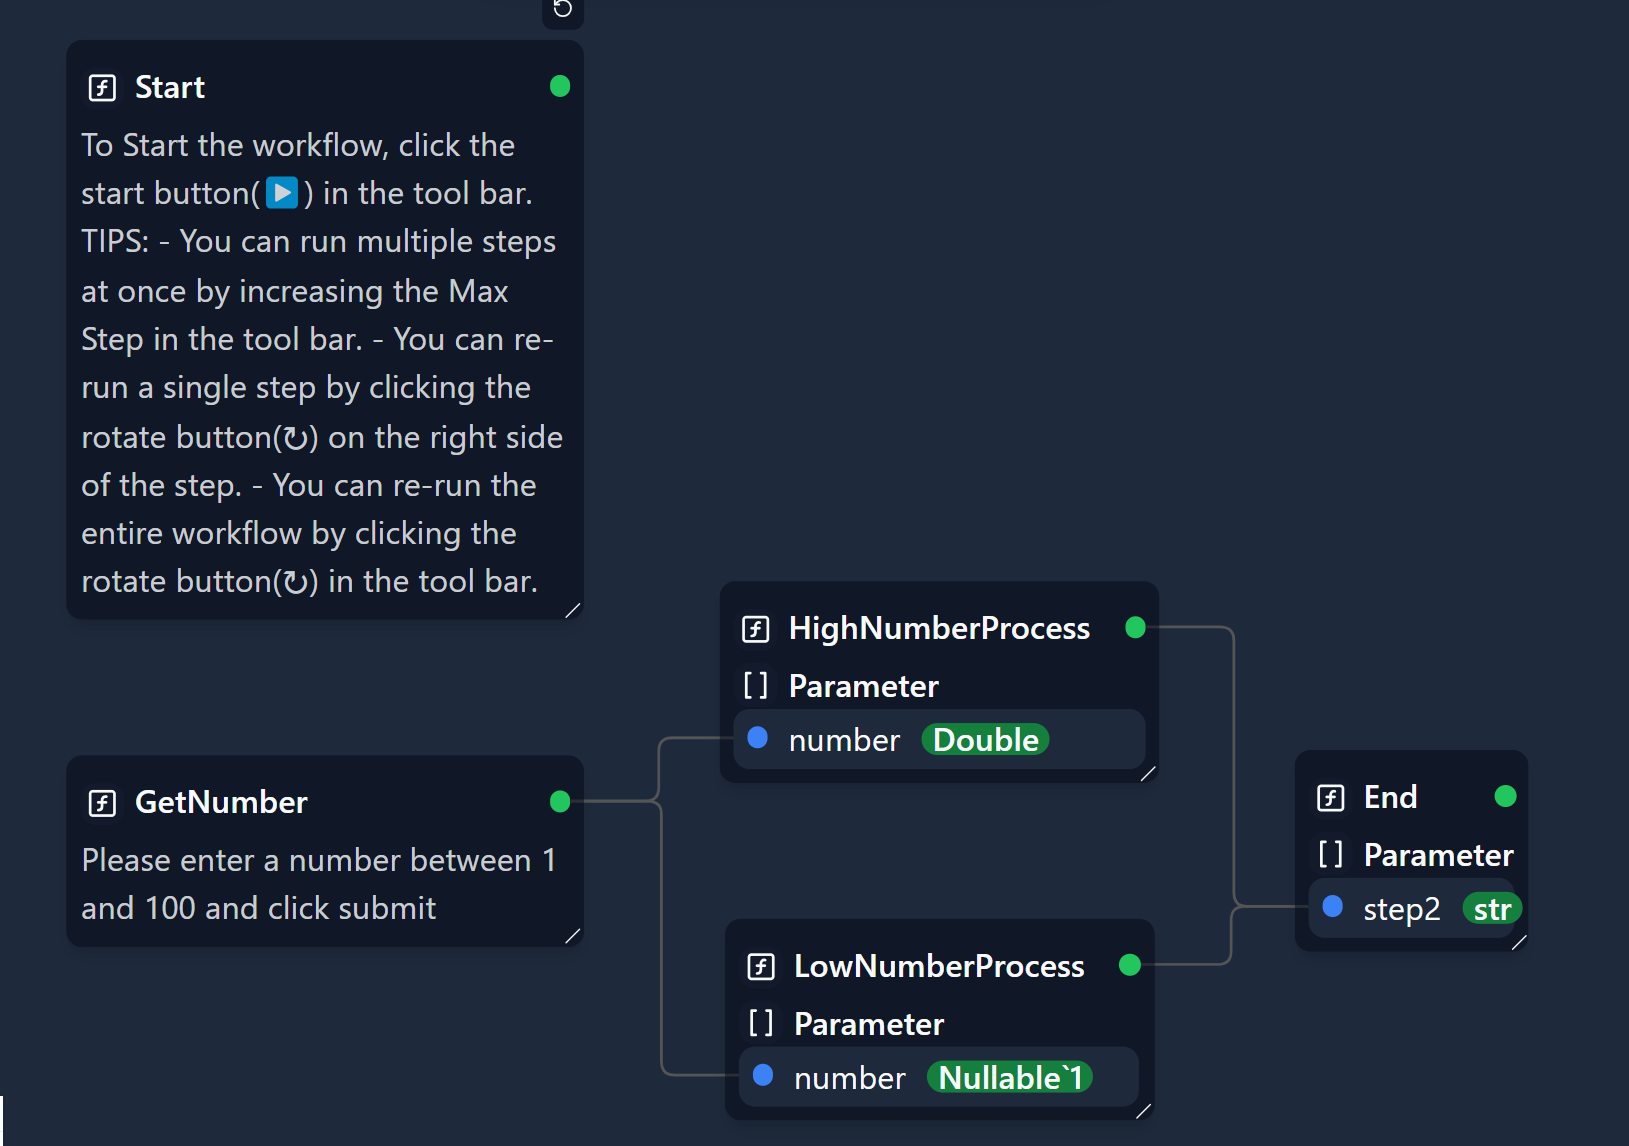 Start
To Start the workflow, click the
start button(▶️) in the tool bar.
TIPS: - You can run multiple steps
at once by increasing the Max
Step in the tool bar. - You can re-
run a single step by clicking the
rotate button(↻) on the right side
of the step. - You can re-run the
entire workflow by clicking the
rotate button(↻) in the tool bar.
GetNumber
Please enter a number between 1
and 100 and click submit
HighNumberProcess
[] Parameter
number Double
LowNumberProcess
[] Parameter
number Nullable`1
End
[] Parameter
step2 str